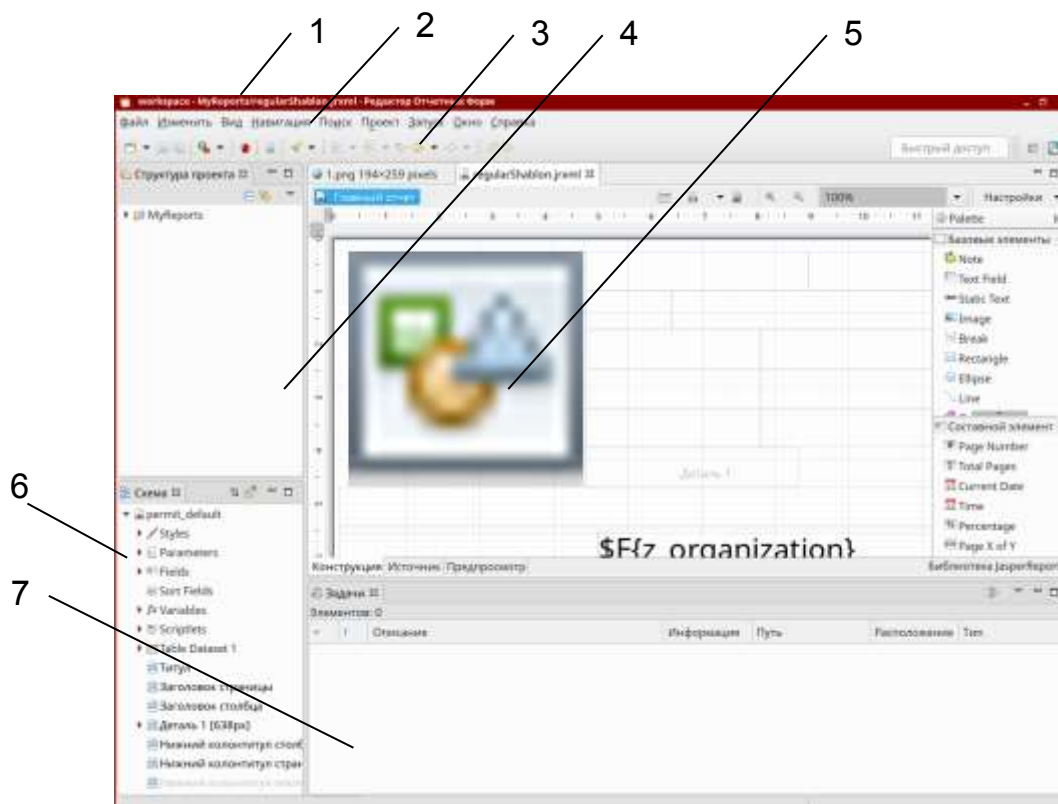 1 2 3 4 5
workspace - MyReports/regularShablon.jrxml - Редактор Отчетных Форм
Файл Изменить Вид Навигация Поиск Проект Запуск Окно Справка
Быстрый доступ
Структура проекта
1.png 194×259 pixels
regularShablon.jrxml
Главный отчет
100%
Настройки
MyReports
Palette
Базовые элементы
Note
Text Field
Static Text
Image
Break
Rectangle
Ellipse
Line
Составной элемент
Page Number
Total Pages
Current Date
Time
Percentage
Page X of Y
Деталь 1
$F{z_organization}
Конструкция Источник Предпросмотр
Библиотека JasperReport
6
7
Схема
permit_default
Styles
Parameters
Fields
Sort Fields
Variables
Scriptlets
Table Dataset 1
Титул
Заголовок страницы
Заголовок столбца
Деталь 1 [638px]
Нижний колонтитул столб
Нижний колонтитул стран
Задачи
Элементов: 0
! Описание Информация Путь Расположение Тип